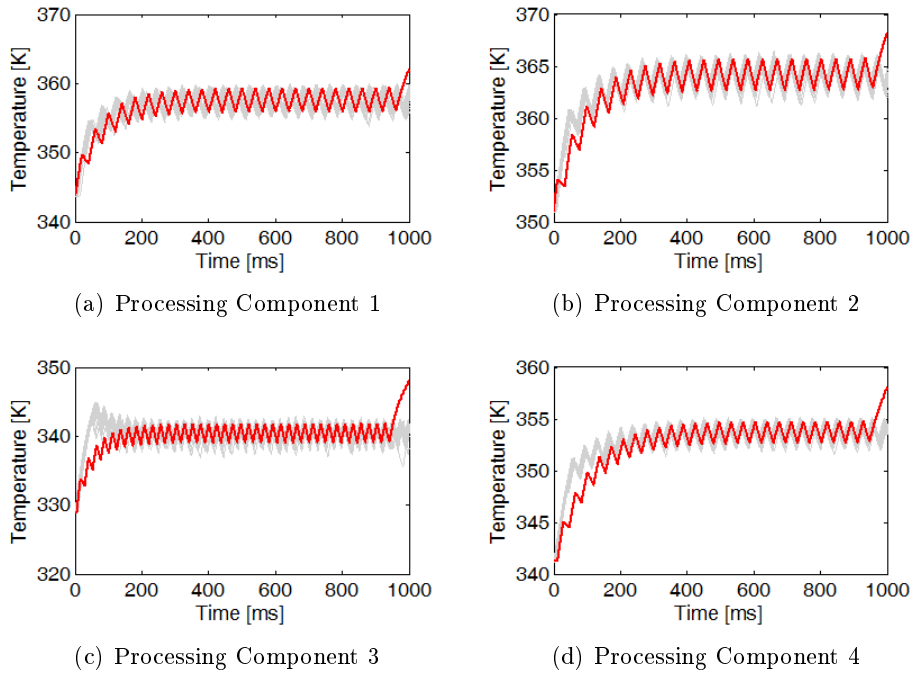 370
360
350
340
Temperature [K]
0 200 400 600 800 1000
Time [ms]
(a) Processing Component 1
370
365
360
355
350
Temperature [K]
0 200 400 600 800 1000
Time [ms]
(b) Processing Component 2
350
340
330
320
Temperature [K]
0 200 400 600 800 1000
Time [ms]
(c) Processing Component 3
360
355
350
345
340
Temperature [K]
0 200 400 600 800 1000
Time [ms]
(d) Processing Component 4